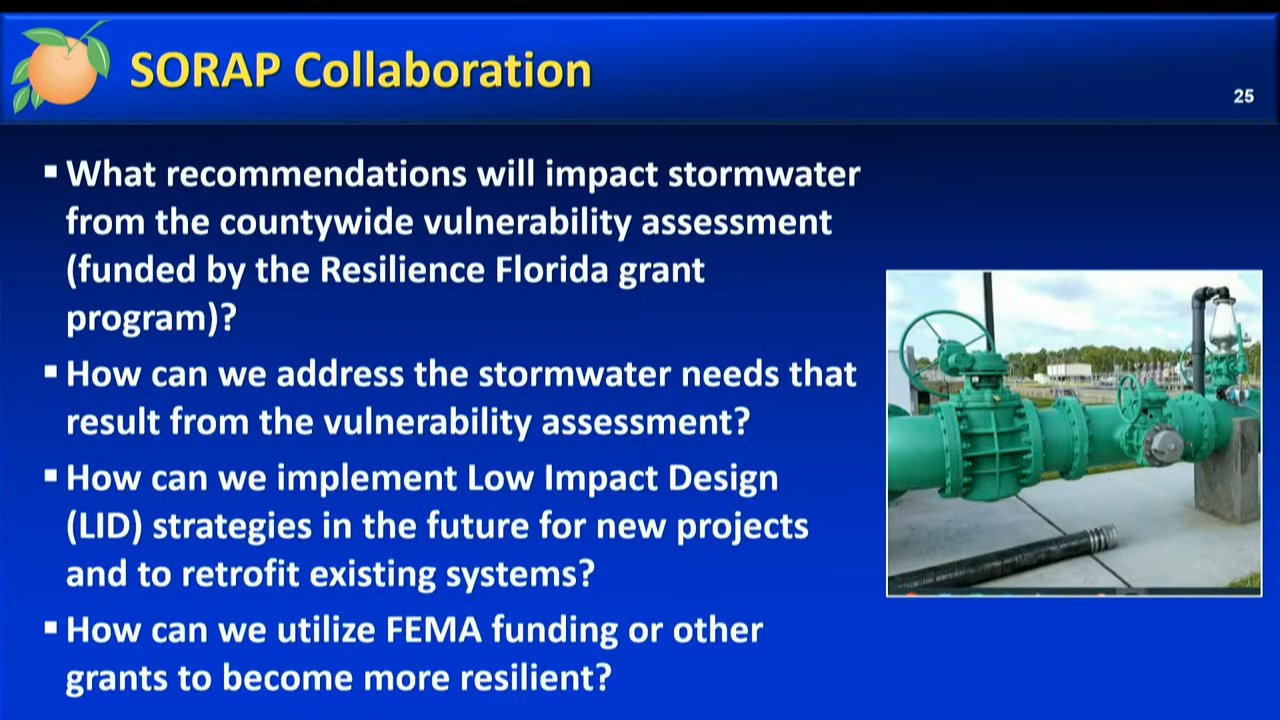 SORAP Collaboration
25
▪ What recommendations will impact stormwater
from the countywide vulnerability assessment
(funded by the Resilience Florida grant
program)?
▪ How can we address the stormwater needs that
result from the vulnerability assessment?
▪ How can we implement Low Impact Design
(LID) strategies in the future for new projects
and to retrofit existing systems?
▪ How can we utilize FEMA funding or other
grants to become more resilient?